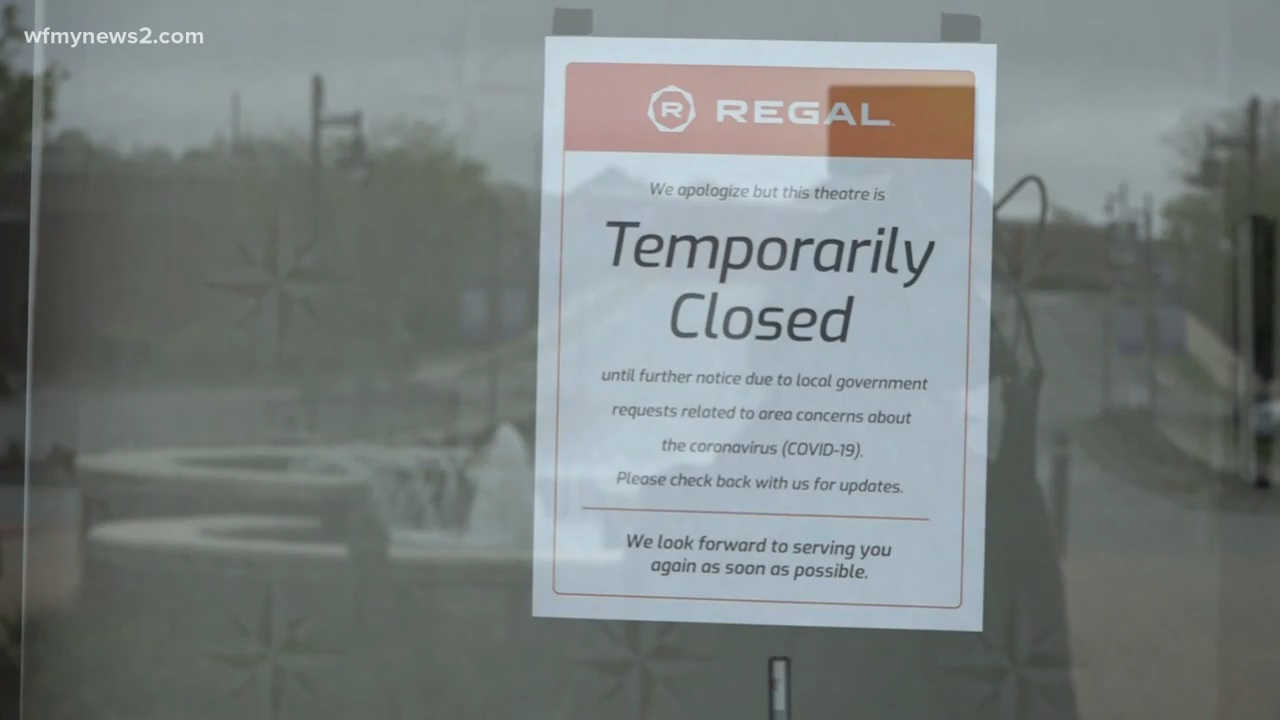 wfmynews2.com
R REGAL
We apologize but this theatre is
Temporarily
Closed
until further notice due to local government
requests related to area concerns about
the coronavirus (COVID-19).
Please check back with us for updates.
We look forward to serving you
again as soon as possible.